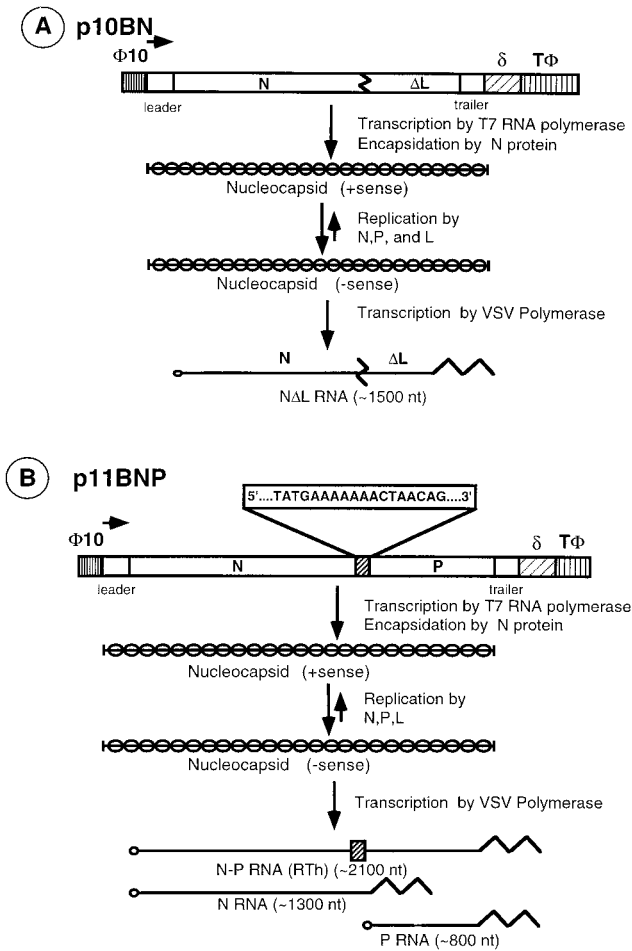 A p10BN
Φ10 δ TΦ
N ΔL
leader trailer
Transcription by T7 RNA polymerase
Encapsidation by N protein
Nucleocapsid (+sense)
Replication by
N,P, and L
Nucleocapsid (-sense)
Transcription by VSV Polymerase
N ΔL
NΔL RNA (~1500 nt)
B p11BNP
5'....TATGAAAAAAACTAACAG....3'
Φ10 δ TΦ
N P
leader trailer
Transcription by T7 RNA polymerase
Encapsidation by N protein
Nucleocapsid (+sense)
Replication by
N,P,L
Nucleocapsid (-sense)
Transcription by VSV Polymerase
N-P RNA (RTh) (~2100 nt)
N RNA (~1300 nt)
P RNA (~800 nt)